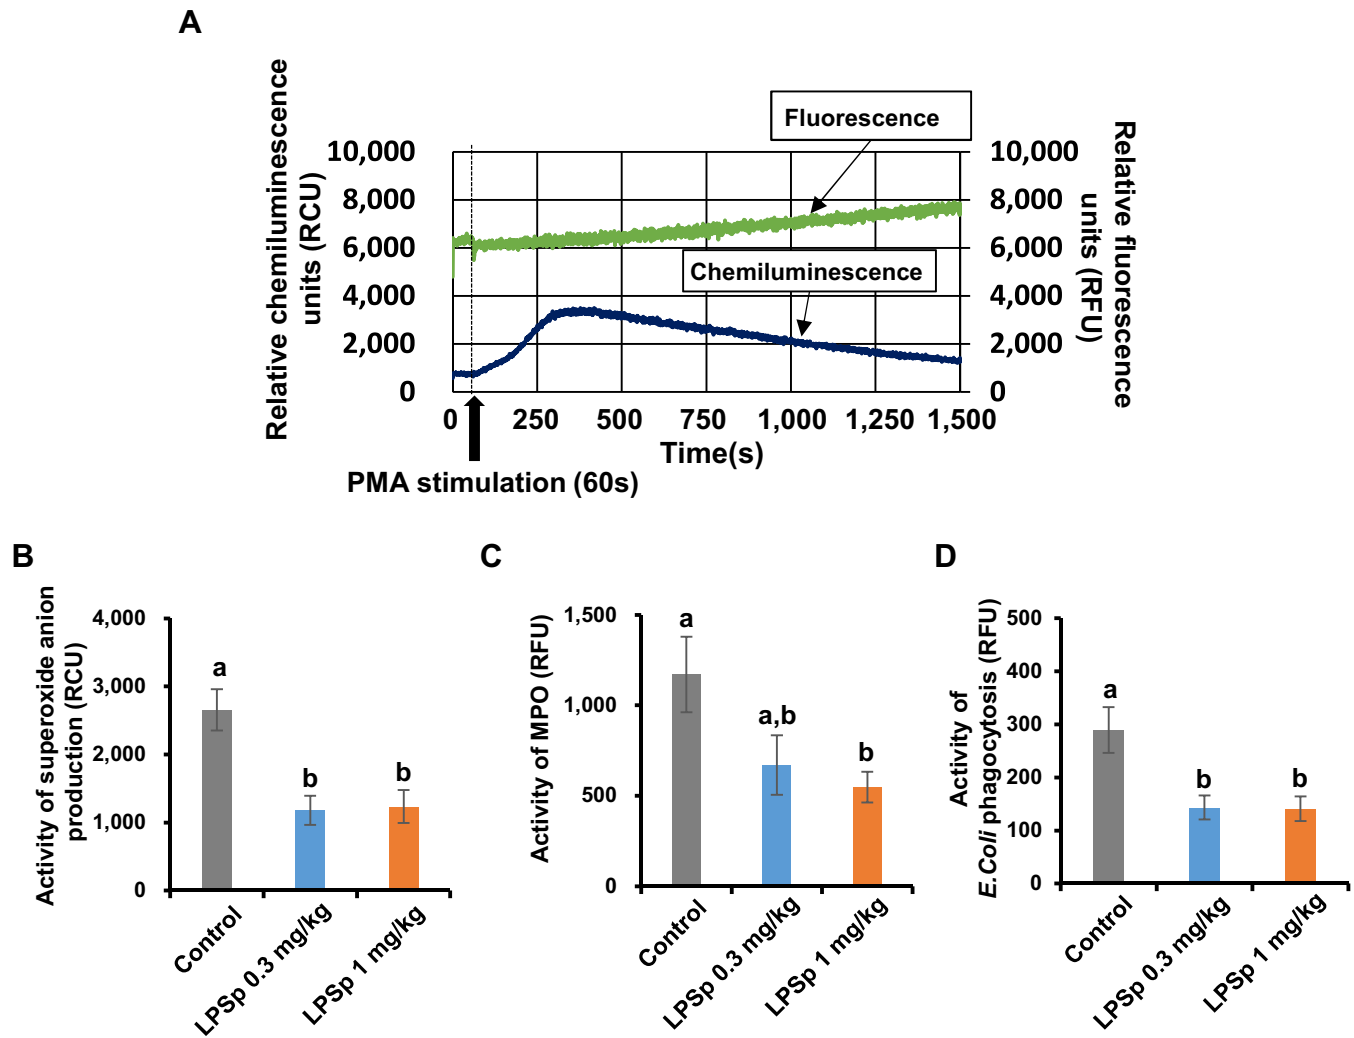 A
Relative chemiluminescence
units (RCU)
10,000
8,000
6,000
4,000
2,000
0
Fluorescence
Chemiluminescence
10,000
8,000
6,000
4,000
2,000
0
Relative fluorescence
units (RFU)
0 250 500 750 1,000 1,250 1,500
Time(s)
PMA stimulation (60s)
B
Activity of superoxide anion
production (RCU)
4,000
3,000
2,000
1,000
0
a
b
b
Control
LPSp 0.3 mg/kg
LPSp 1 mg/kg
C
Activity of MPO (RFU)
1,500
1,000
500
0
a
a,b
b
Control
LPSp 0.3 mg/kg
LPSp 1 mg/kg
D
Activity of
E.Coli phagocytosis (RFU)
500
400
300
200
100
0
a
b
b
Control
LPSp 0.3 mg/kg
LPSp 1 mg/kg